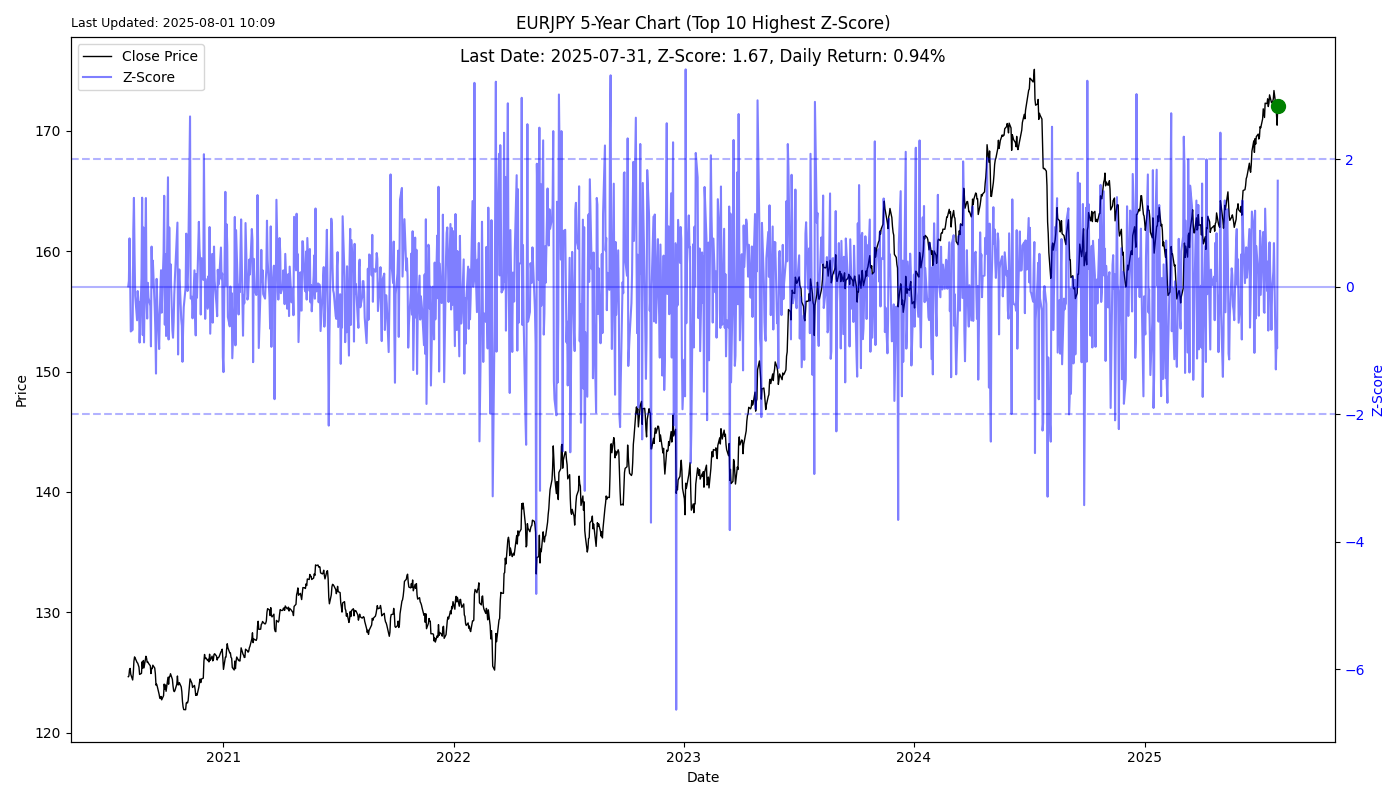 Last Updated: 2025-08-01 10:09
EURJPY 5-Year Chart (Top 10 Highest Z-Score)
Last Date: 2025-07-31, Z-Score: 1.67, Daily Return: 0.94%
Close Price
Z-Score
170
160
150
140
130
120
Price
2
0
−2
−4
−6
Z-Score
2021
2022
2023
2024
2025
Date